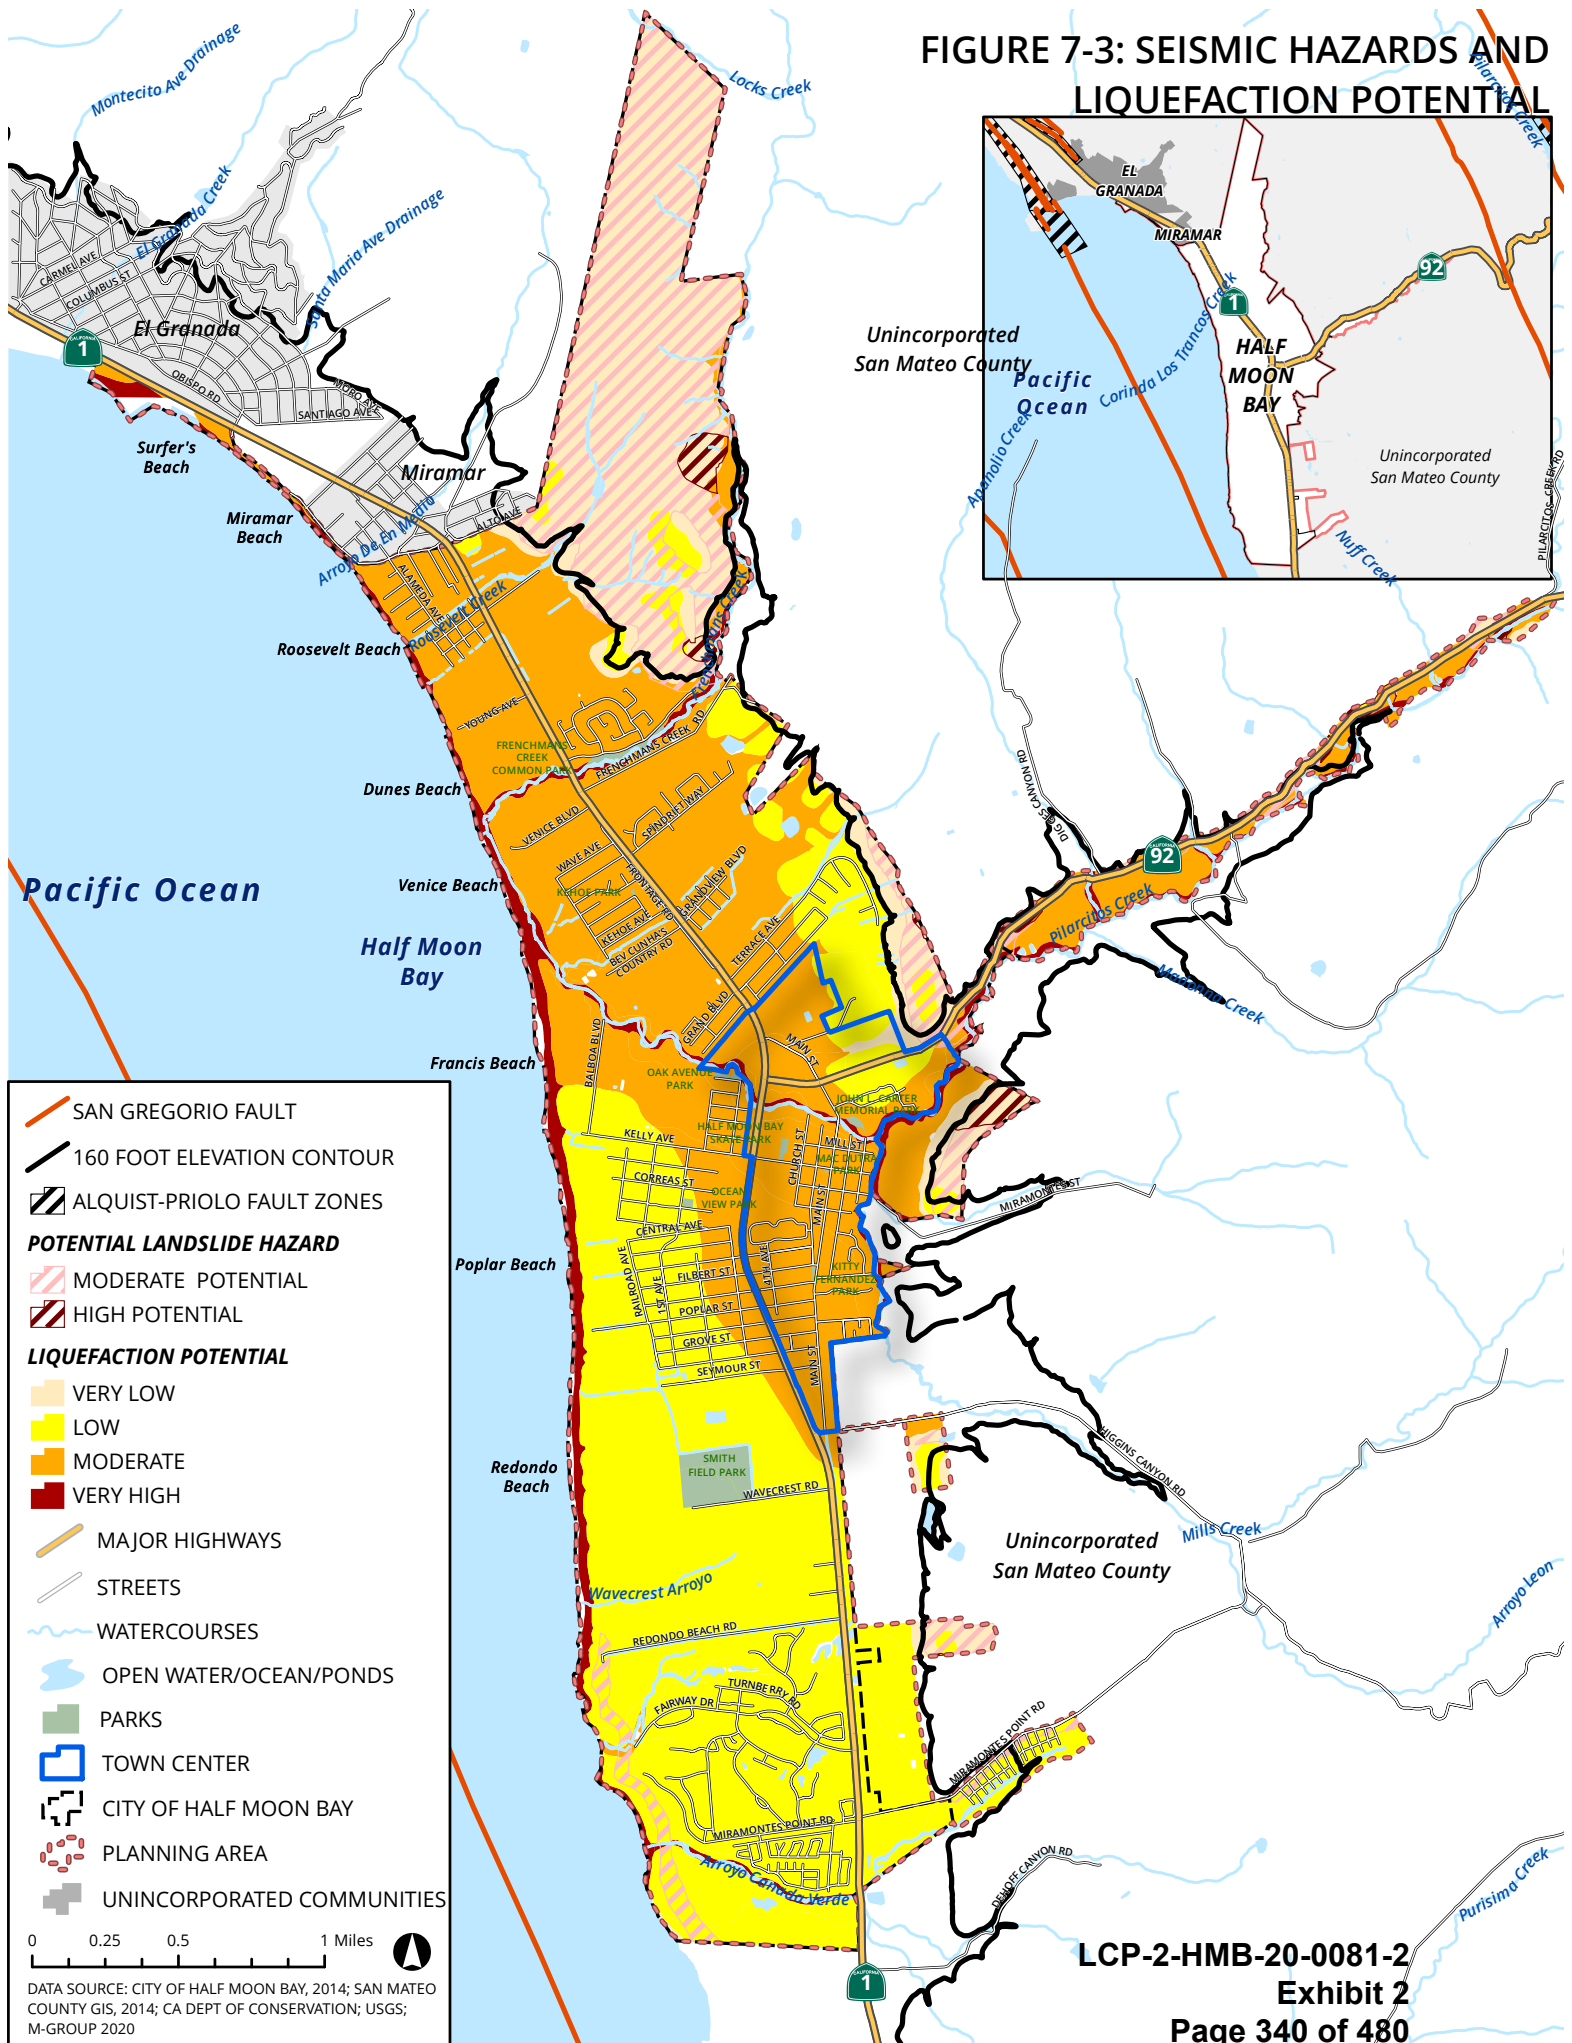 FIGURE 7-3: SEISMIC HAZARDS AND
LIQUEFACTION POTENTIAL
Montecito Ave Drainage
Locks Creek
Pilarcitos Creek
El Granada Creek
Santa Maria Ave Drainage
CARMEL AVE
COLUMBUS ST
El Granada
CALIFORNIA
1
OBISPO RD
MORO AVE
SANTIAGO AVE
Surfer's
Beach
Miramar
ALTO AVE
Miramar
Beach
Arroyo De En Medio
Unincorporated
San Mateo County
EL
GRANADA
MIRAMAR
1
92
HALF
MOON
BAY
Pacific
Ocean
Corinda Los Trancos Creek
Apanolio Creek
Unincorporated
San Mateo County
Nuff Creek
PILARCITOS CREEK RD
ALAMEDA AVE
Roosevelt Creek
Roosevelt Beach
Frenchmans Creek
YOUNG AVE
FRENCHMANS
CREEK
COMMON PARK
FRENCHMANS CREEK RD
Dunes Beach
VENICE BLVD
SPINDRIFT WAY
WAVE AVE
FRONTAGE RD
GRANDVIEW BLVD
Venice Beach
KEHOE PARK
KEHOE AVE
BEV CUNHA'S
COUNTRY RD
TERRACE AVE
DIGGES CANYON RD
CALIFORNIA
92
Pilarcitos Creek
Madonna Creek
Pacific Ocean
Half Moon
Bay
GRAND BLVD
MAIN ST
BALBOA BLVD
Francis Beach
OAK AVENUE
PARK
JOHN L. CARTER
MEMORIAL PARK
HALF MOON BAY
SKATE PARK
KELLY AVE
CHURCH ST
MILL ST
MAC DUTRA
PARK
CORREAS ST
OCEAN
VIEW PARK
MAIN ST
MIRAMONTES ST
CENTRAL AVE
Poplar Beach
RAILROAD AVE
1ST AVE
FILBERT ST
4TH AVE
KITTY
FERNANDEZ
PARK
POPLAR ST
GROVE ST
SEYMOUR ST
MAIN ST
HIGGINS CANYON RD
Redondo
Beach
SMITH
FIELD PARK
WAVECREST RD
Unincorporated
San Mateo County
Mills Creek
Arroyo Leon
Wavecrest Arroyo
REDONDO BEACH RD
TURNBERRY RD
FAIRWAY DR
MIRAMONTES POINT RD
MIRAMONTES POINT RD
Arroyo Canada Verde
DEHOFF CANYON RD
Purisima Creek
CALIFORNIA
1
SAN GREGORIO FAULT
160 FOOT ELEVATION CONTOUR
ALQUIST-PRIOLO FAULT ZONES
POTENTIAL LANDSLIDE HAZARD
MODERATE POTENTIAL
HIGH POTENTIAL
LIQUEFACTION POTENTIAL
VERY LOW
LOW
MODERATE
VERY HIGH
MAJOR HIGHWAYS
STREETS
WATERCOURSES
OPEN WATER/OCEAN/PONDS
PARKS
TOWN CENTER
CITY OF HALF MOON BAY
PLANNING AREA
UNINCORPORATED COMMUNITIES
0 0.25 0.5 1 Miles
DATA SOURCE: CITY OF HALF MOON BAY, 2014; SAN MATEO
COUNTY GIS, 2014; CA DEPT OF CONSERVATION; USGS;
M-GROUP 2020
LCP-2-HMB-20-0081-2
Exhibit 2
Page 340 of 480